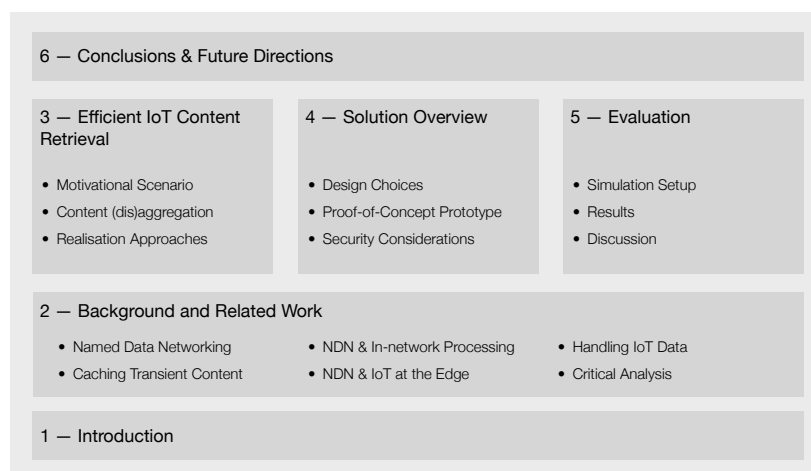 6 — Conclusions & Future Directions
3 — Efficient IoT Content
Retrieval
• Motivational Scenario
• Content (dis)aggregation
• Realisation Approaches
4 — Solution Overview
• Design Choices
• Proof-of-Concept Prototype
• Security Considerations
5 — Evaluation
• Simulation Setup
• Results
• Discussion
2 — Background and Related Work
• Named Data Networking
• Caching Transient Content
• NDN & In-network Processing
• NDN & IoT at the Edge
• Handling IoT Data
• Critical Analysis
1 — Introduction